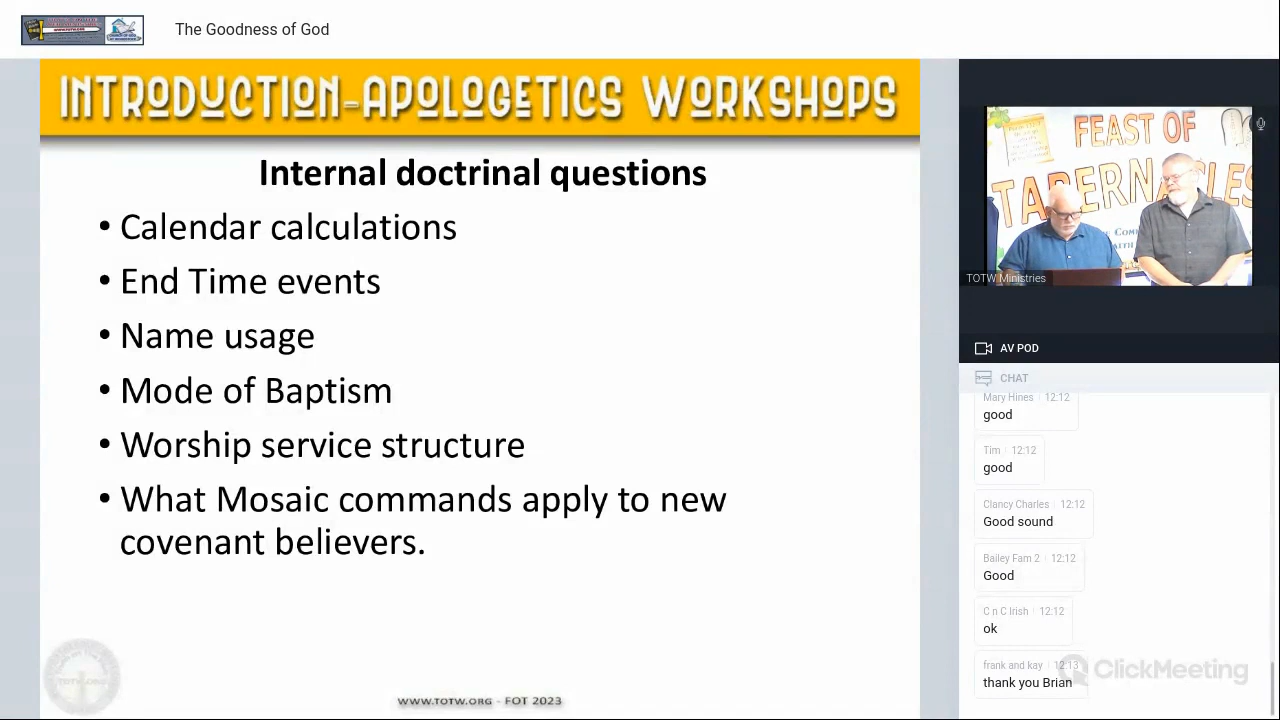 The Goodness of God
INTRODUCTION-APOLOGETICS WORKSHOPS
Internal doctrinal questions
• Calendar calculations
• End Time events
• Name usage
• Mode of Baptism
• Worship service structure
• What Mosaic commands apply to new
covenant believers.
WWW.TOTW.ORG - FOT 2023
FEAST OF
TABERNACLES
TOTW Ministries
AV POD
CHAT
Mary Hines 12:12
good
Tim 12:12
good
Clancy Charles 12:12
Good sound
Bailey Fam 2 12:12
Good
C n C Irish 12:12
ok
frank and kay 12:13
thank you Brian
ClickMeeting